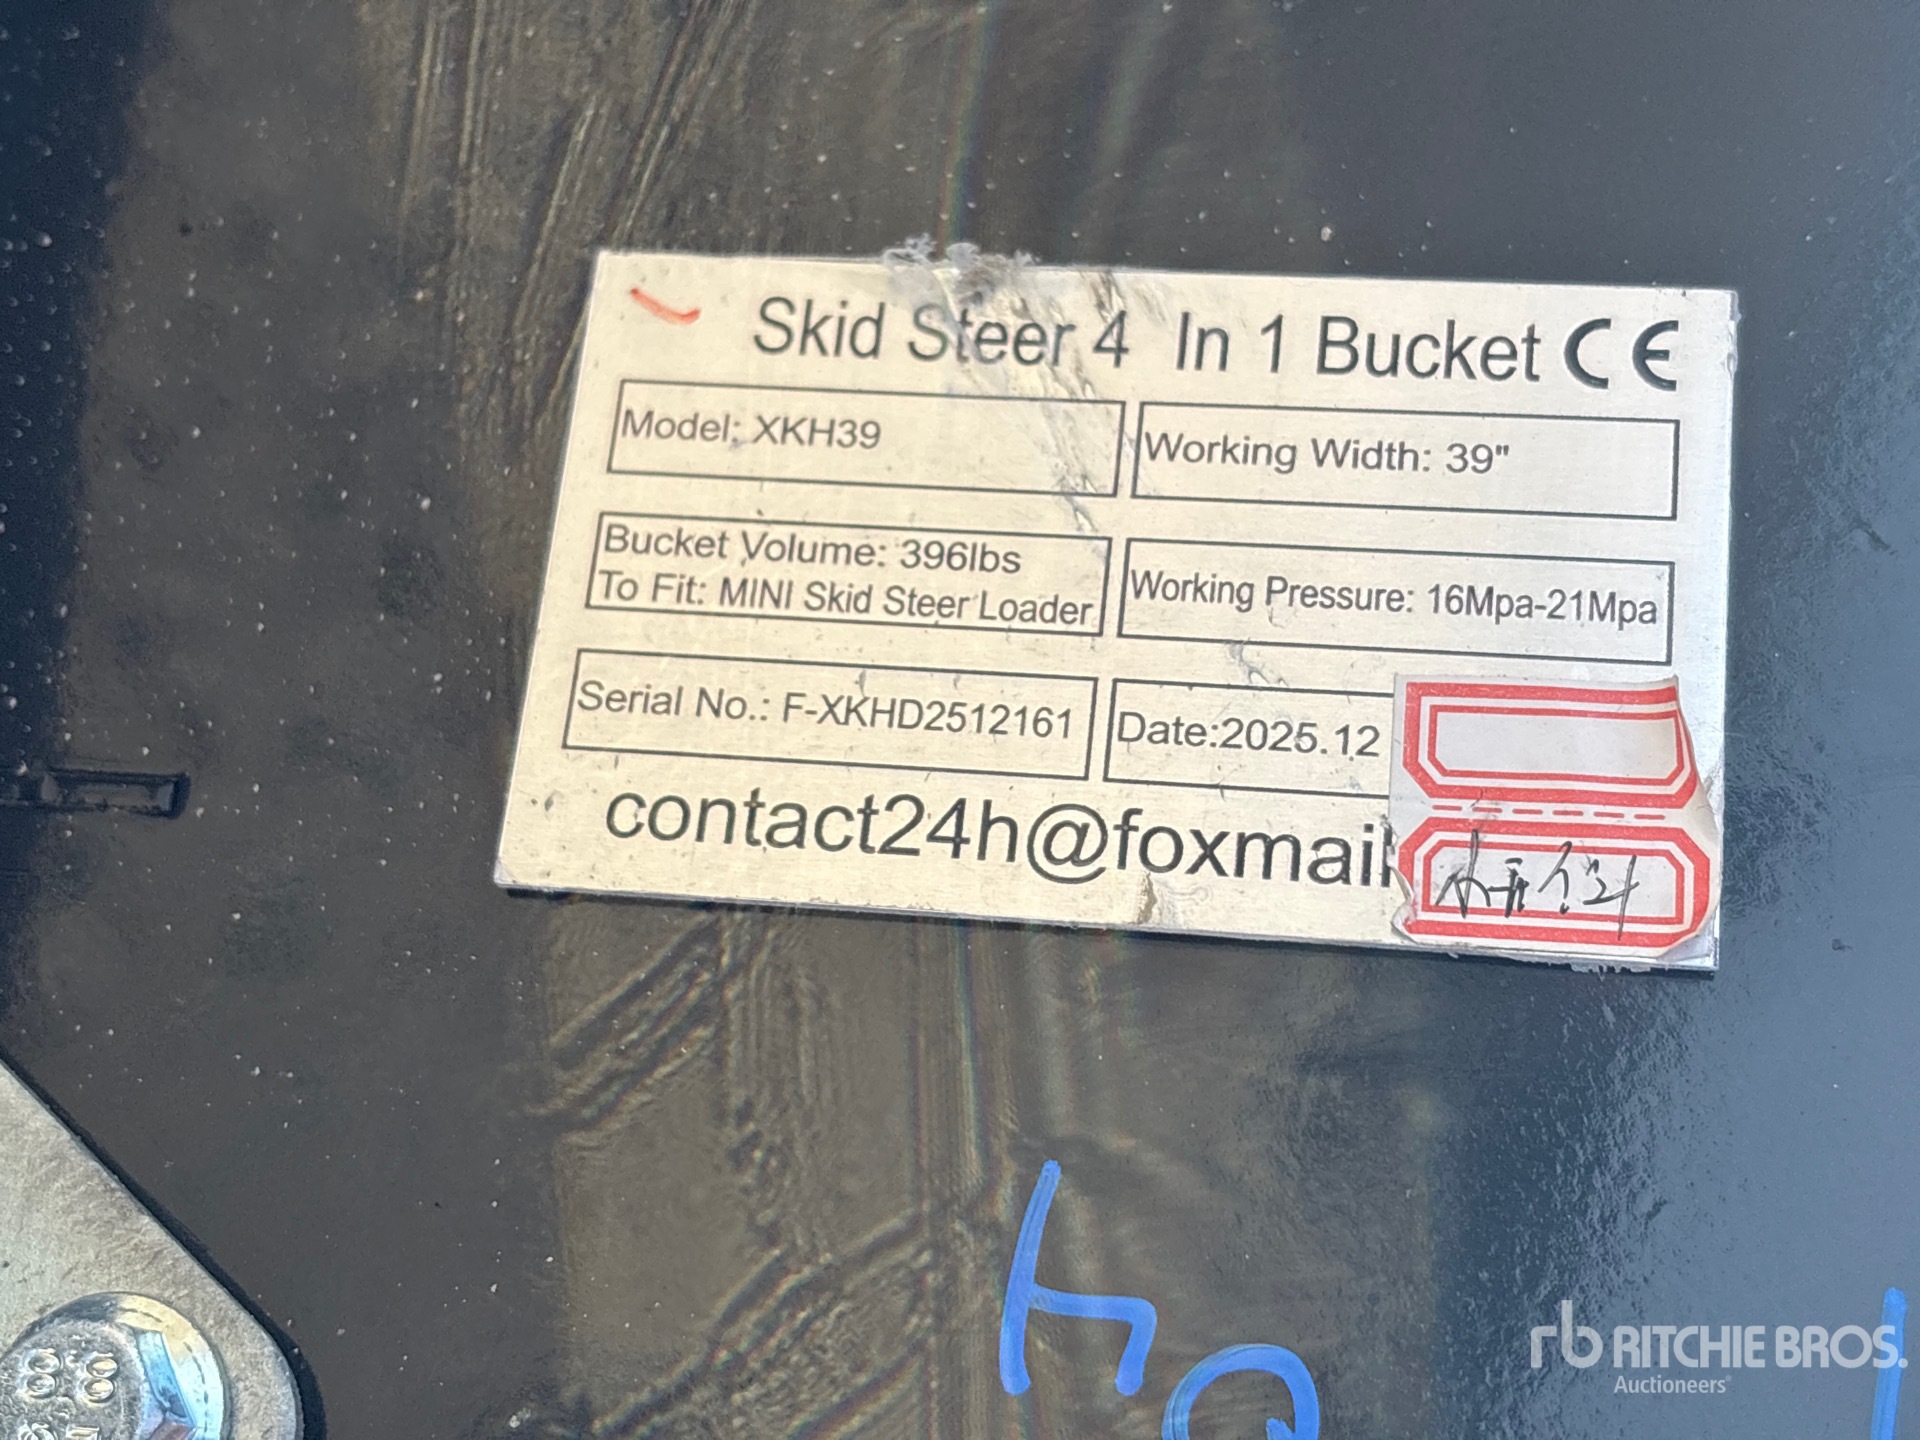 Skid Steer 4 In 1 Bucket CE
Model: XKH39
Working Width: 39"
Bucket Volume: 396lbs
To Fit: MINI Skid Steer Loader
Working Pressure: 16Mpa-21Mpa
Serial No.: F-XKHD2512161
Date:2025.12
contact24h@foxmail
rb RITCHIE BROS.
Auctioneers